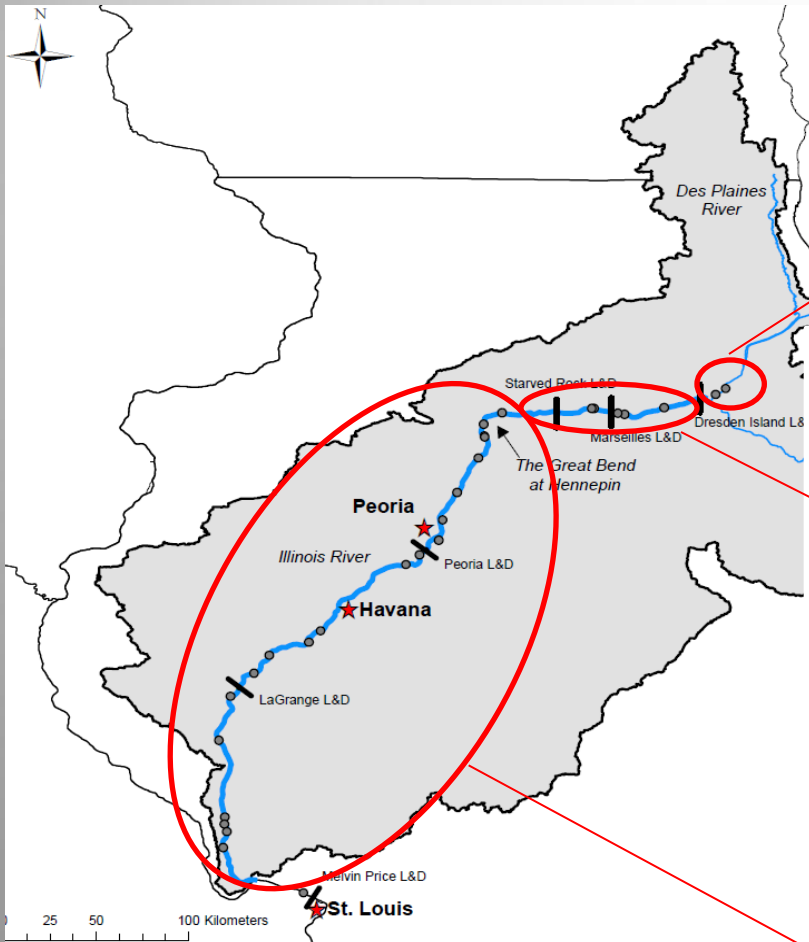 N
Des Plaines
River
Starved Rock L&D
Dresden Island L&
Marseilles L&D
The Great Bend
at Hennepin
Peoria
Illinois River
Peoria L&D
Havana
LaGrange L&D
Melvin Price L&D
St. Louis
25 50 100 Kilometers